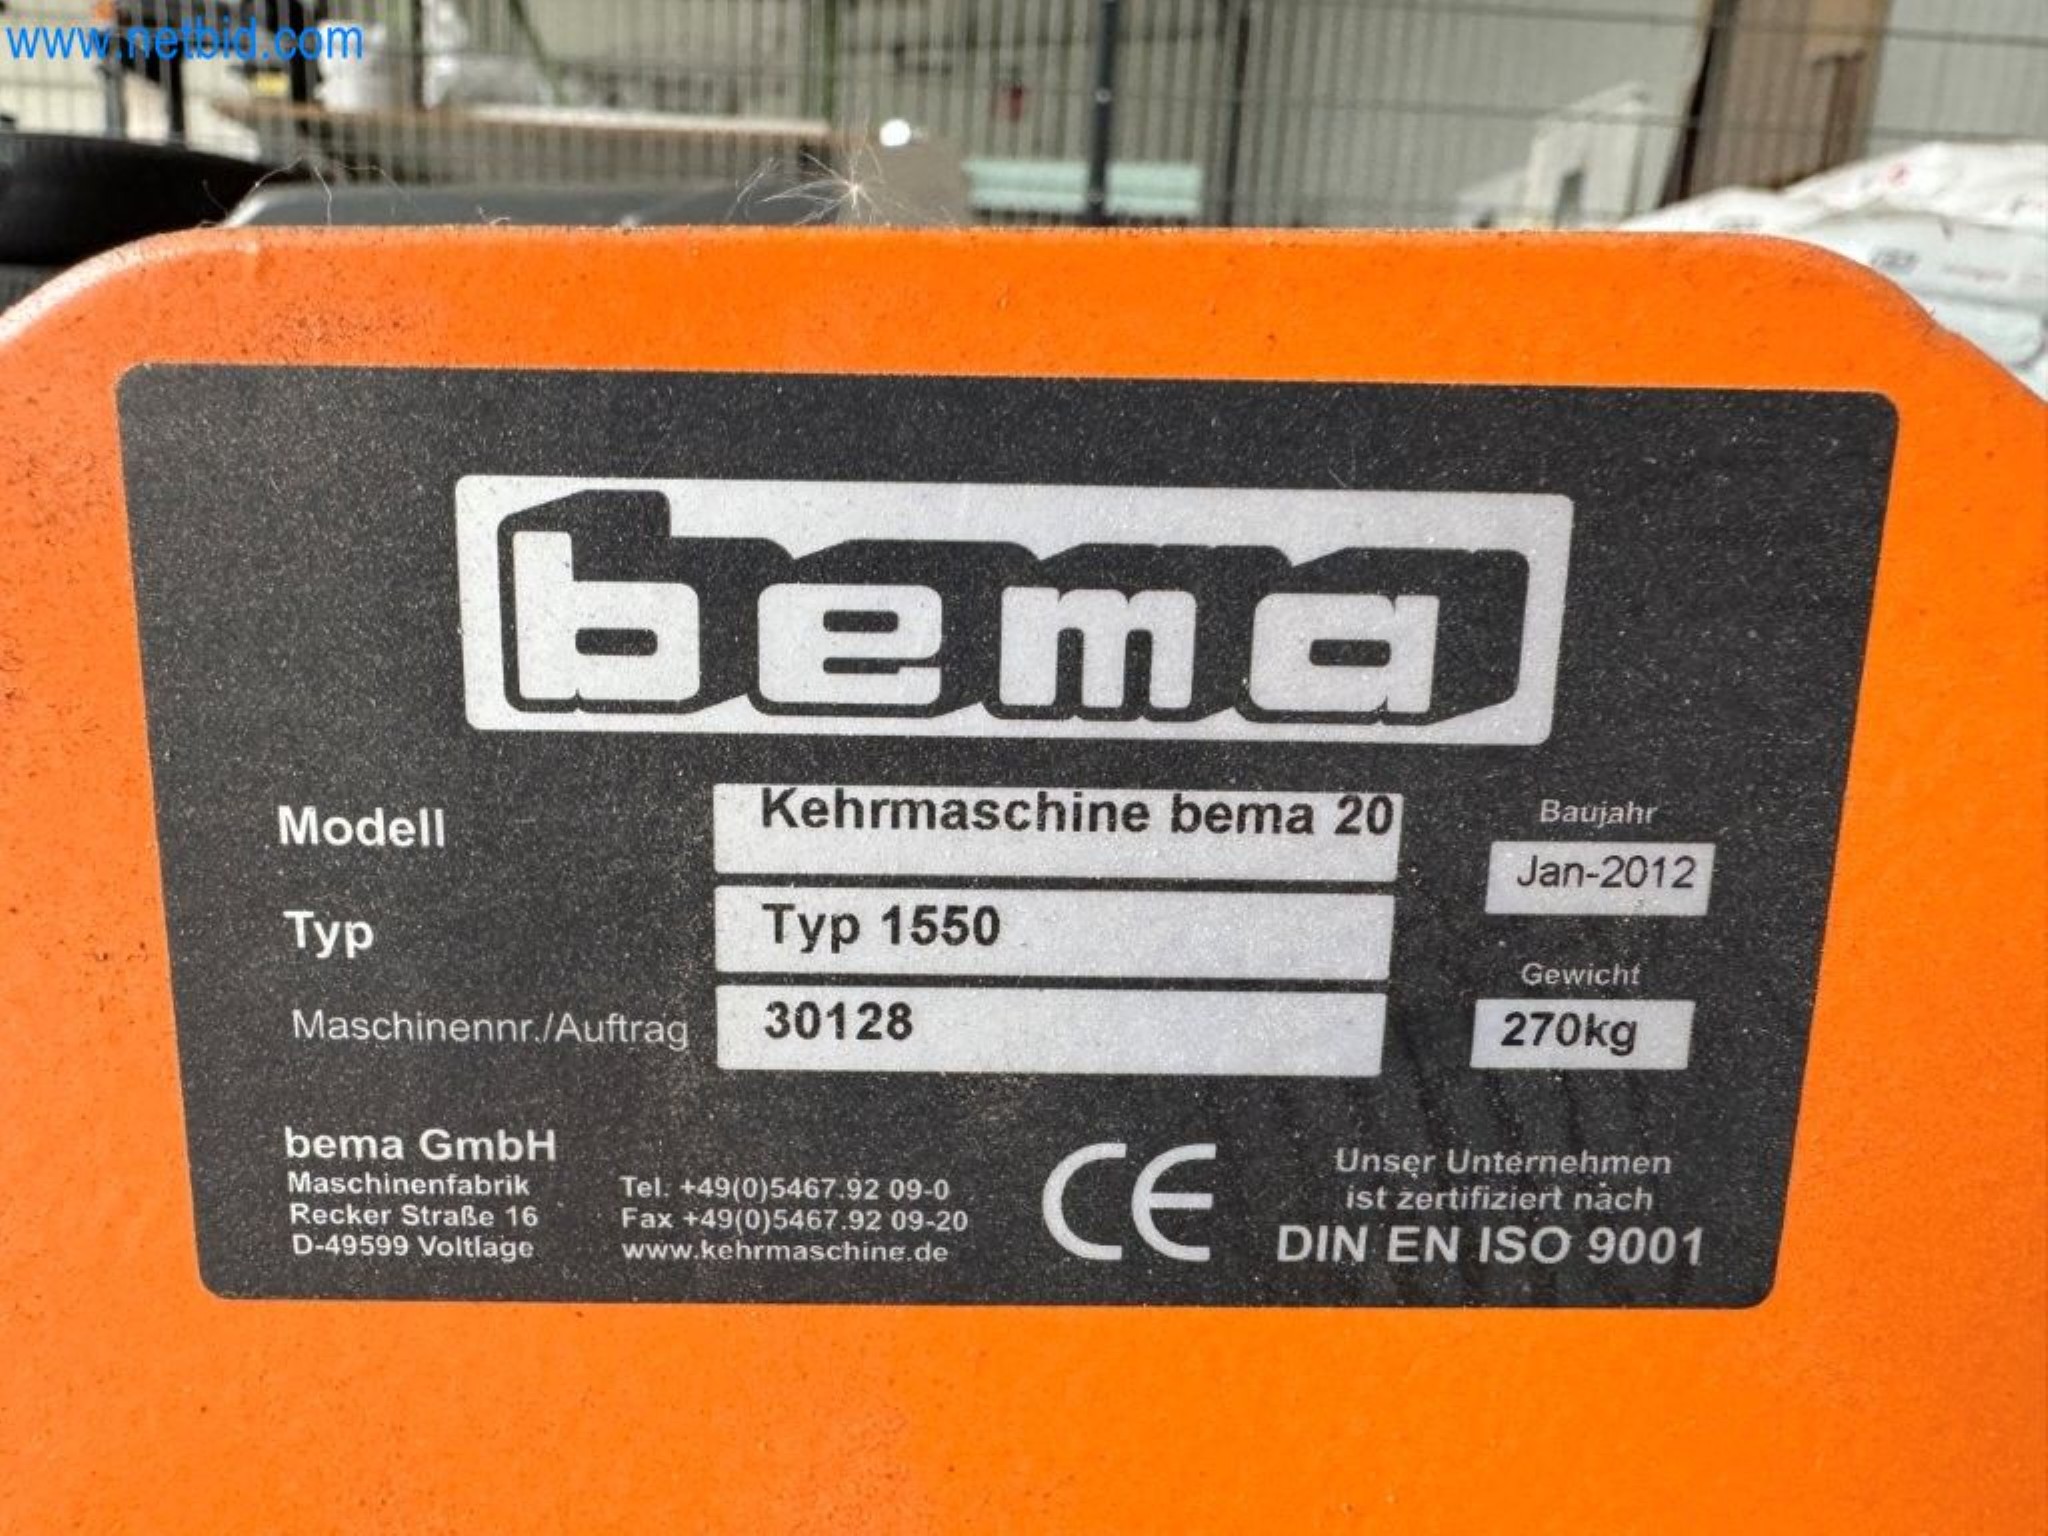 www.netbid.com
bema
Modell Kehrmaschine bema 20
Baujahr
Jan-2012
Typ Typ 1550
Gewicht
270kg
Maschinennr./Auftrag 30128
bema GmbH
Maschinenfabrik
Recker Straße 16
D-49599 Voltlage
Tel. +49(0)5467.92 09-0
Fax +49(0)5467.92 09-20
www.kehrmaschine.de
CE
Unser Unternehmen
ist zertifiziert nach
DIN EN ISO 9001